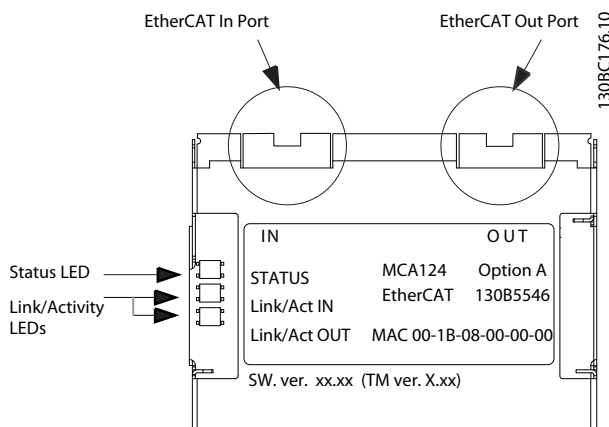 EtherCAT In Port
EtherCAT Out Port
130BC176.10
IN
OUT
Status LED
Link/Activity
LEDs
STATUS
MCA124
Option A
Link/Act IN
EtherCAT
130B5546
Link/Act OUT
MAC 00-1B-08-00-00-00
SW. ver. xx.xx (TM ver. X.xx)